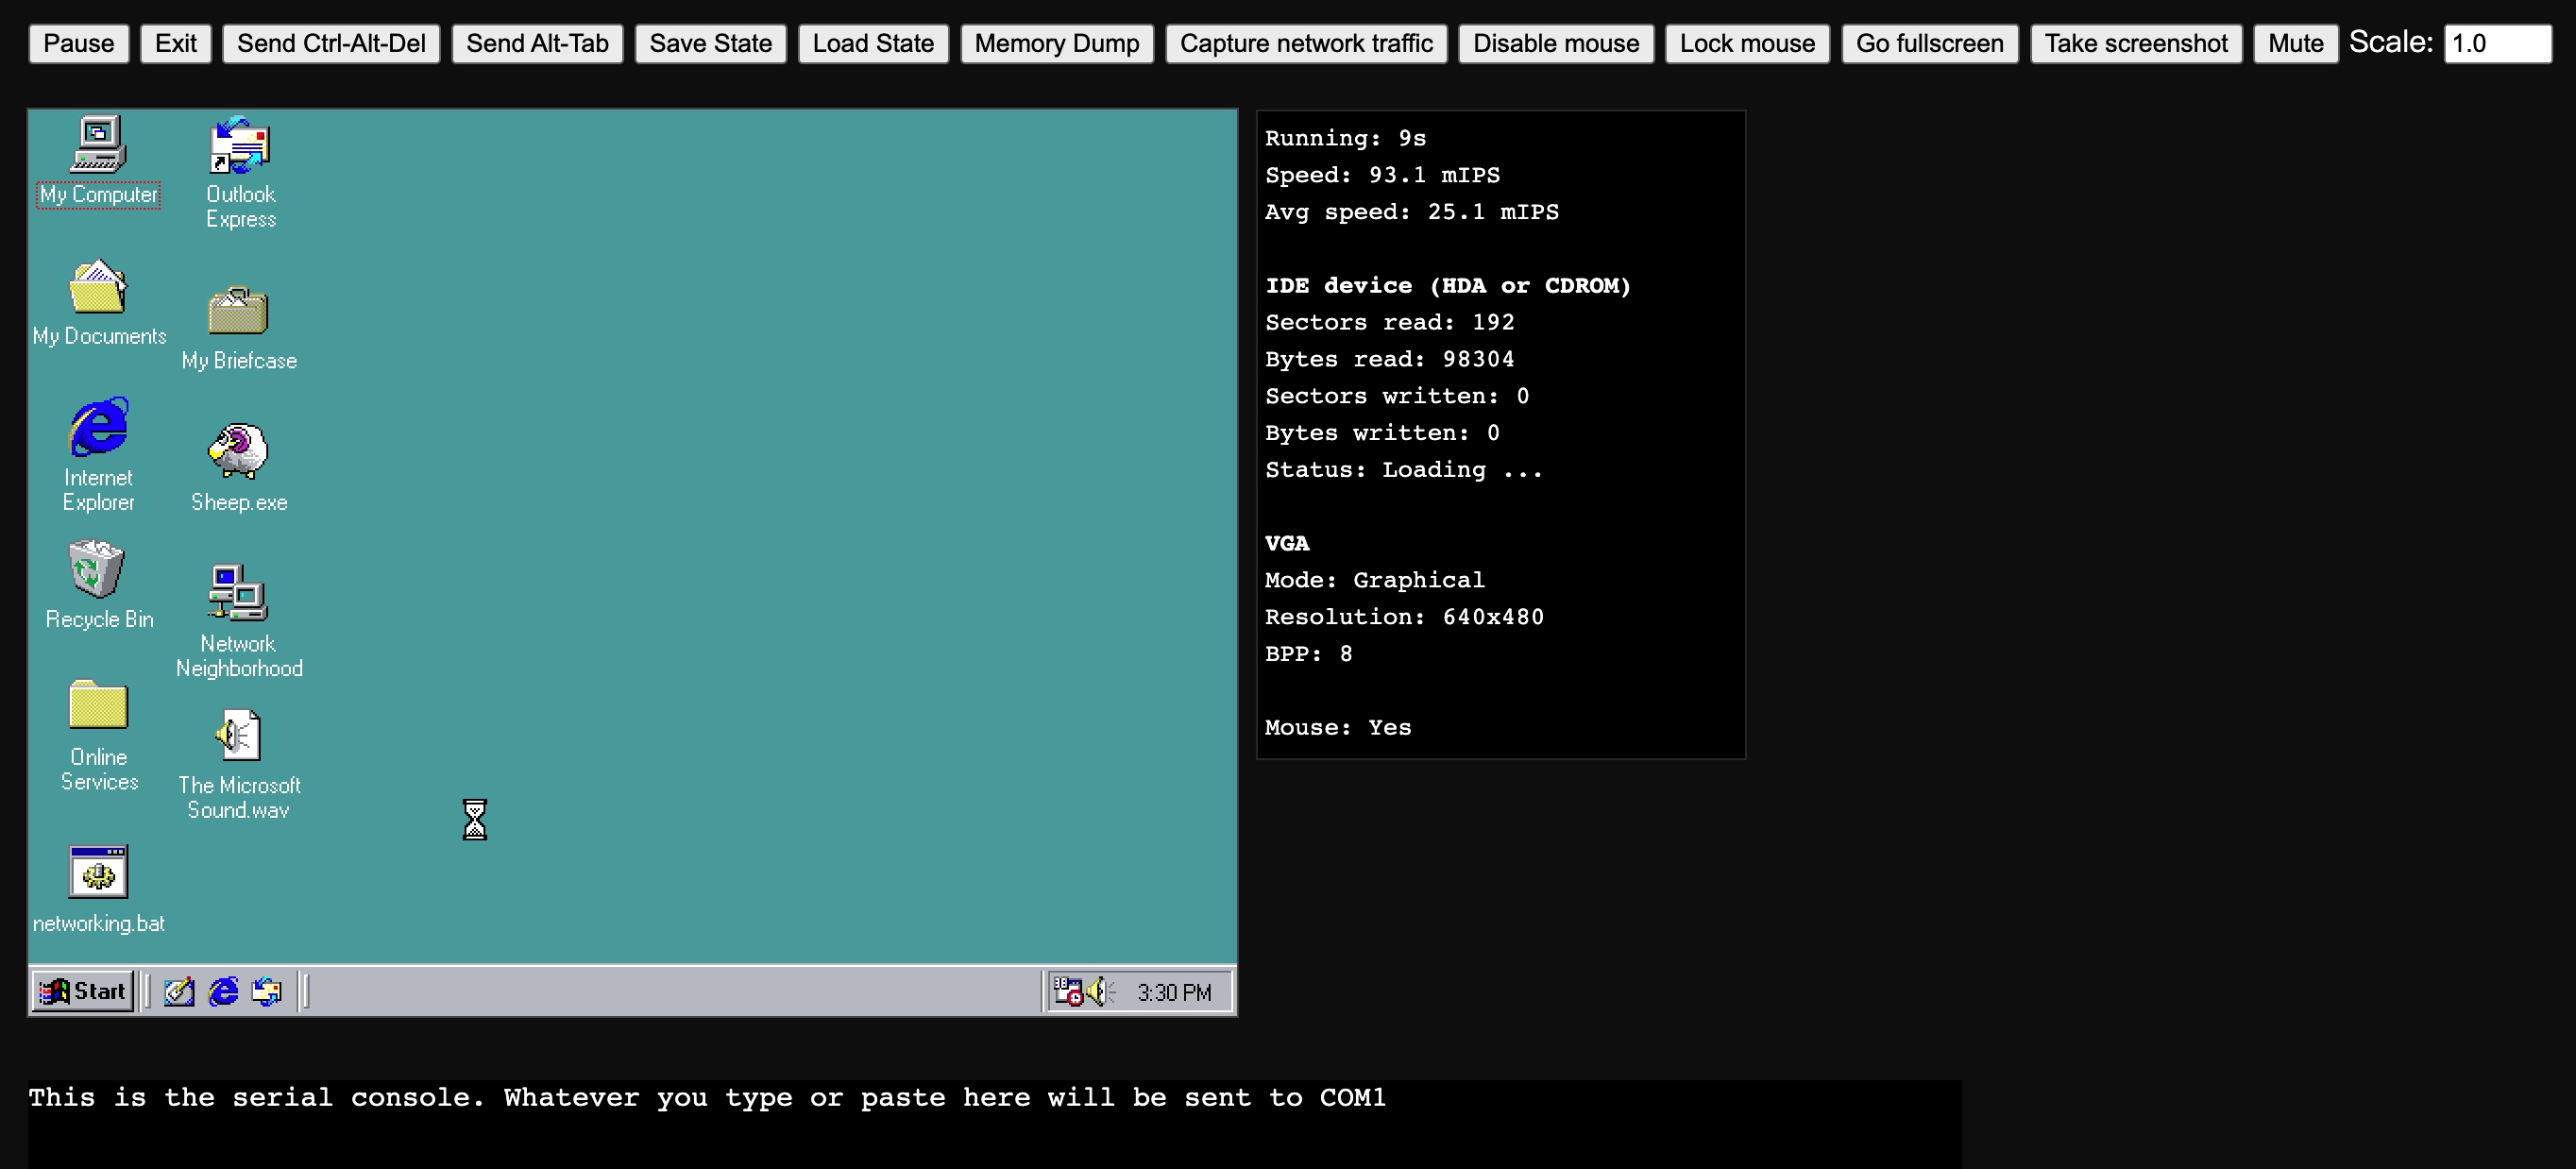 Pause Exit Send Ctrl-Alt-Del Send Alt-Tab Save State Load State Memory Dump Capture network traffic Disable mouse Lock mouse Go fullscreen Take screenshot Mute Scale: 1.0
My Computer
Outlook
Express
My Documents
My Briefcase
Internet
Explorer
Sheep.exe
Recycle Bin
Network
Neighborhood
Online
Services
The Microsoft
Sound.wav
networking.bat
Start
3:30 PM
Running: 9s
Speed: 93.1 mIPS
Avg speed: 25.1 mIPS
IDE device (HDA or CDROM)
Sectors read: 192
Bytes read: 98304
Sectors written: 0
Bytes written: 0
Status: Loading ...
VGA
Mode: Graphical
Resolution: 640x480
BPP: 8
Mouse: Yes
This is the serial console. Whatever you type or paste here will be sent to COM1